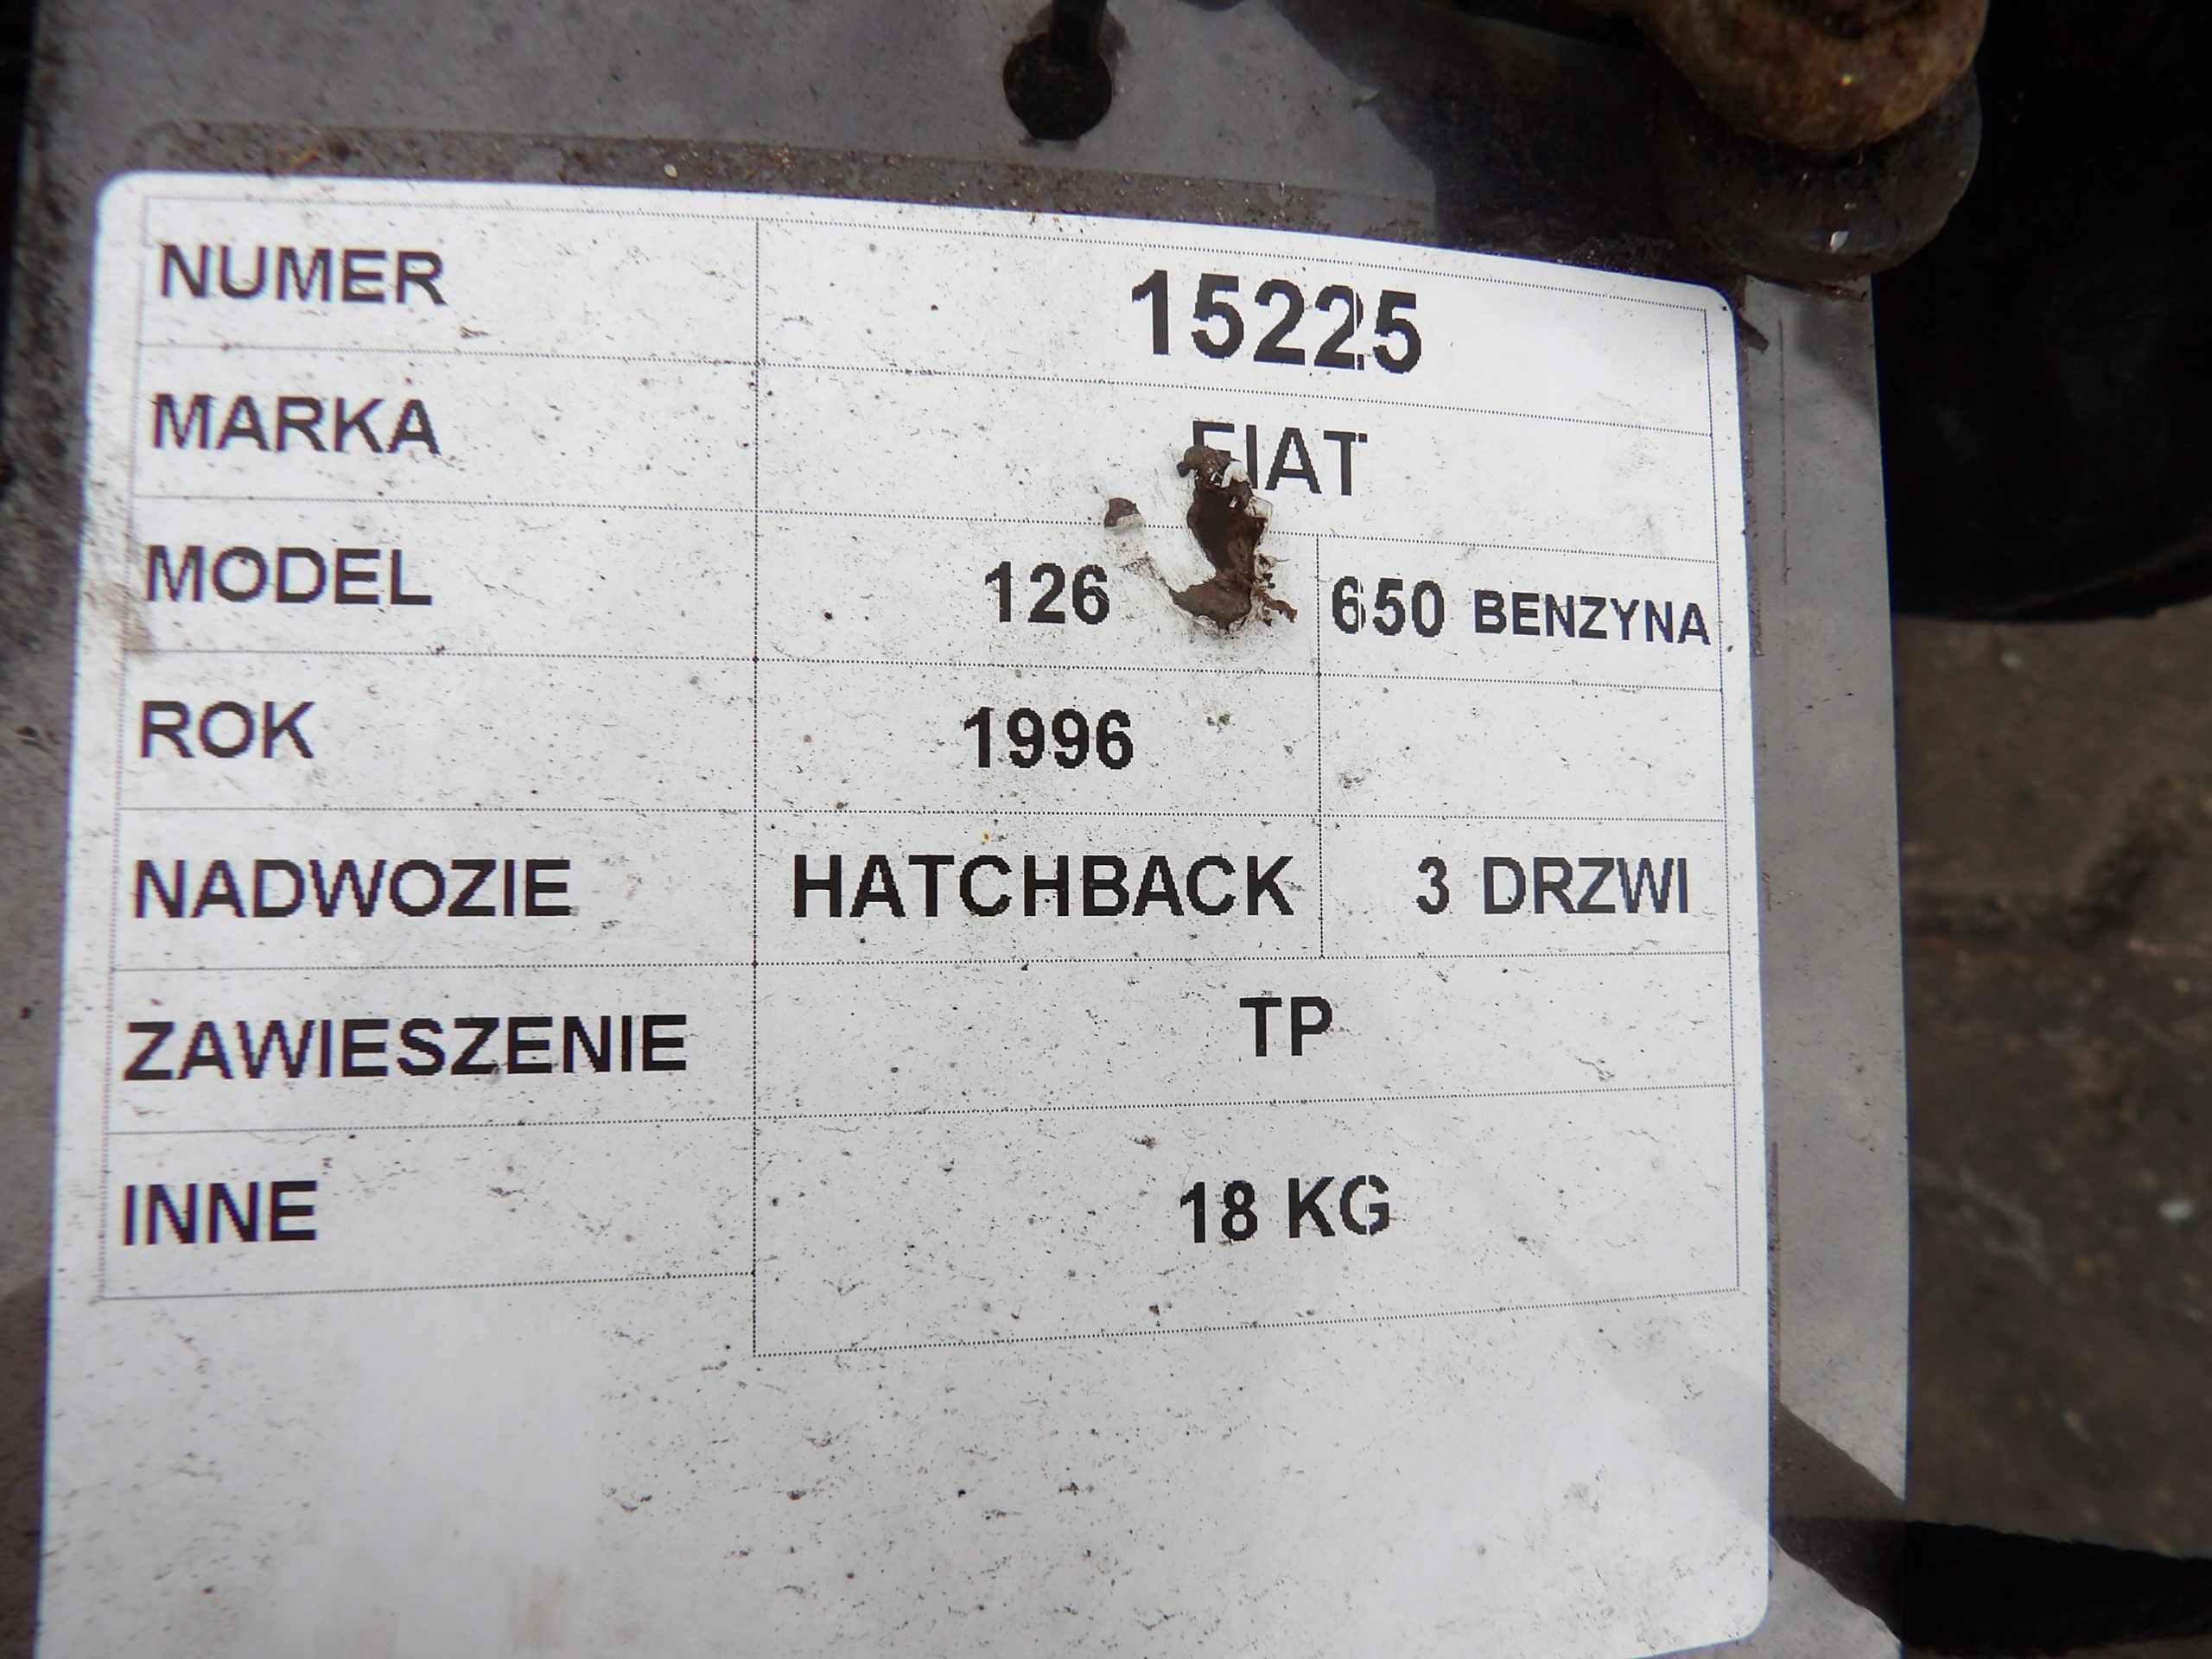 NUMER 15225
MARKA FIAT
MODEL 126 650 BENZYNA
ROK 1996
NADWOZIE HATCHBACK 3 DRZWI
ZAWIESZENIE TP
INNE 18 KG